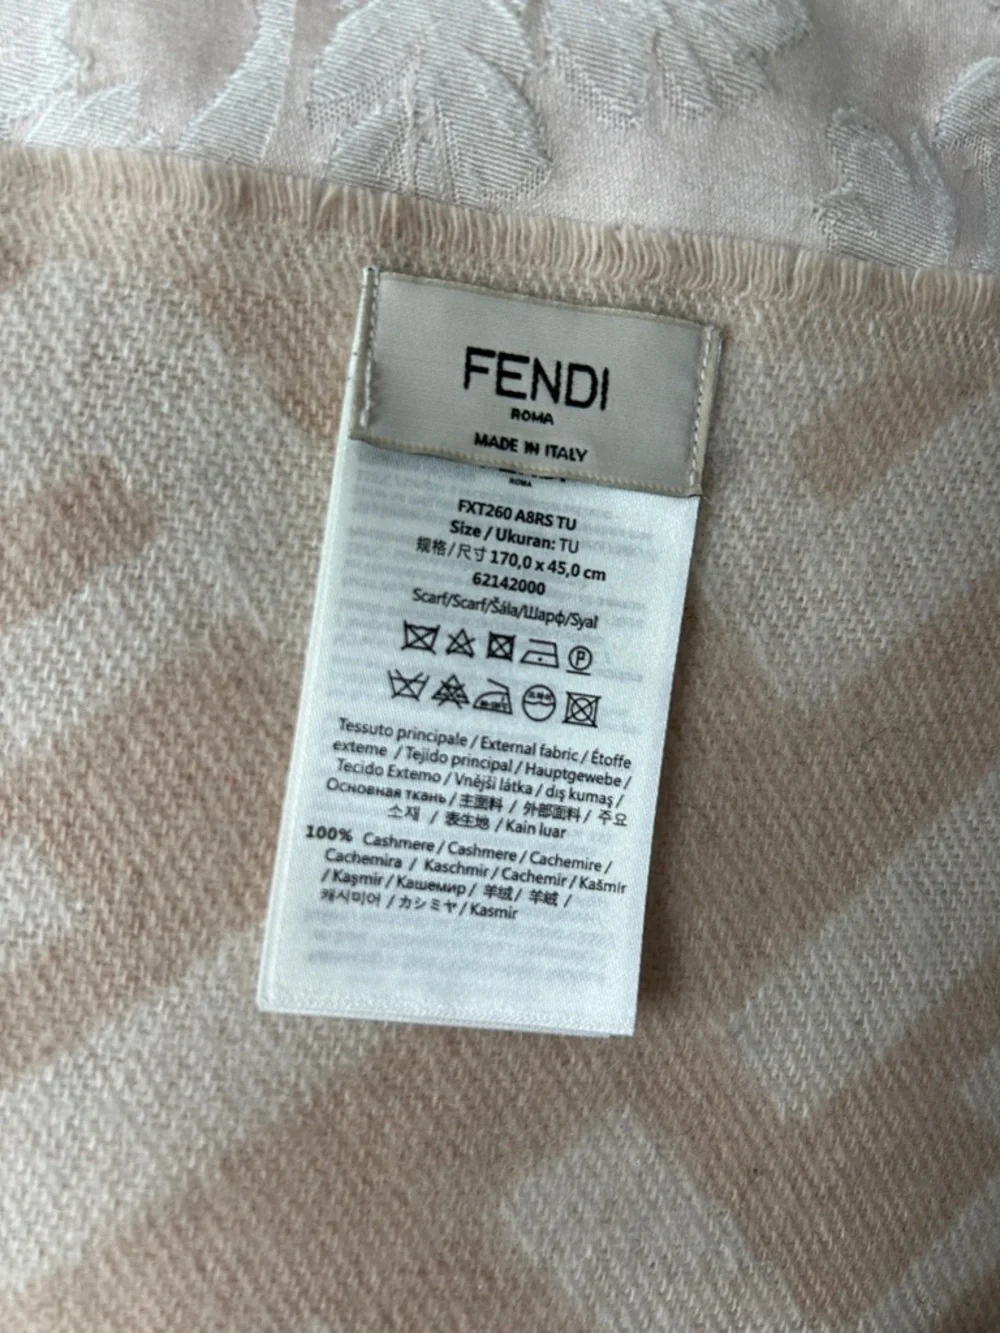 FENDI
ROMA
MADE IN ITALY
ROMA
FXT260 A8RS TU
Size / Ukuran: TU
规格/尺寸 170,0 x 45,0 cm
62142000
Scarf/Scarf/Šála/Шарф/Syal
P
Tessuto principale / External fabric / Étoffe
externe / Tejido principal / Hauptgewebe /
Tecido Externo / Vnější látka / dış kumaş /
Основная ткань / 主面料 / 外部面料 / 주요
소재 / 表生地 / Kain luar
100% Cashmere / Cashmere / Cachemire /
Cachemira / Kaschmir / Cachemir / Kašmír
/ Kaşmir / Кашемир / 羊绒 / 羊絨 /
캐시미어 / カシミヤ / Kasmir